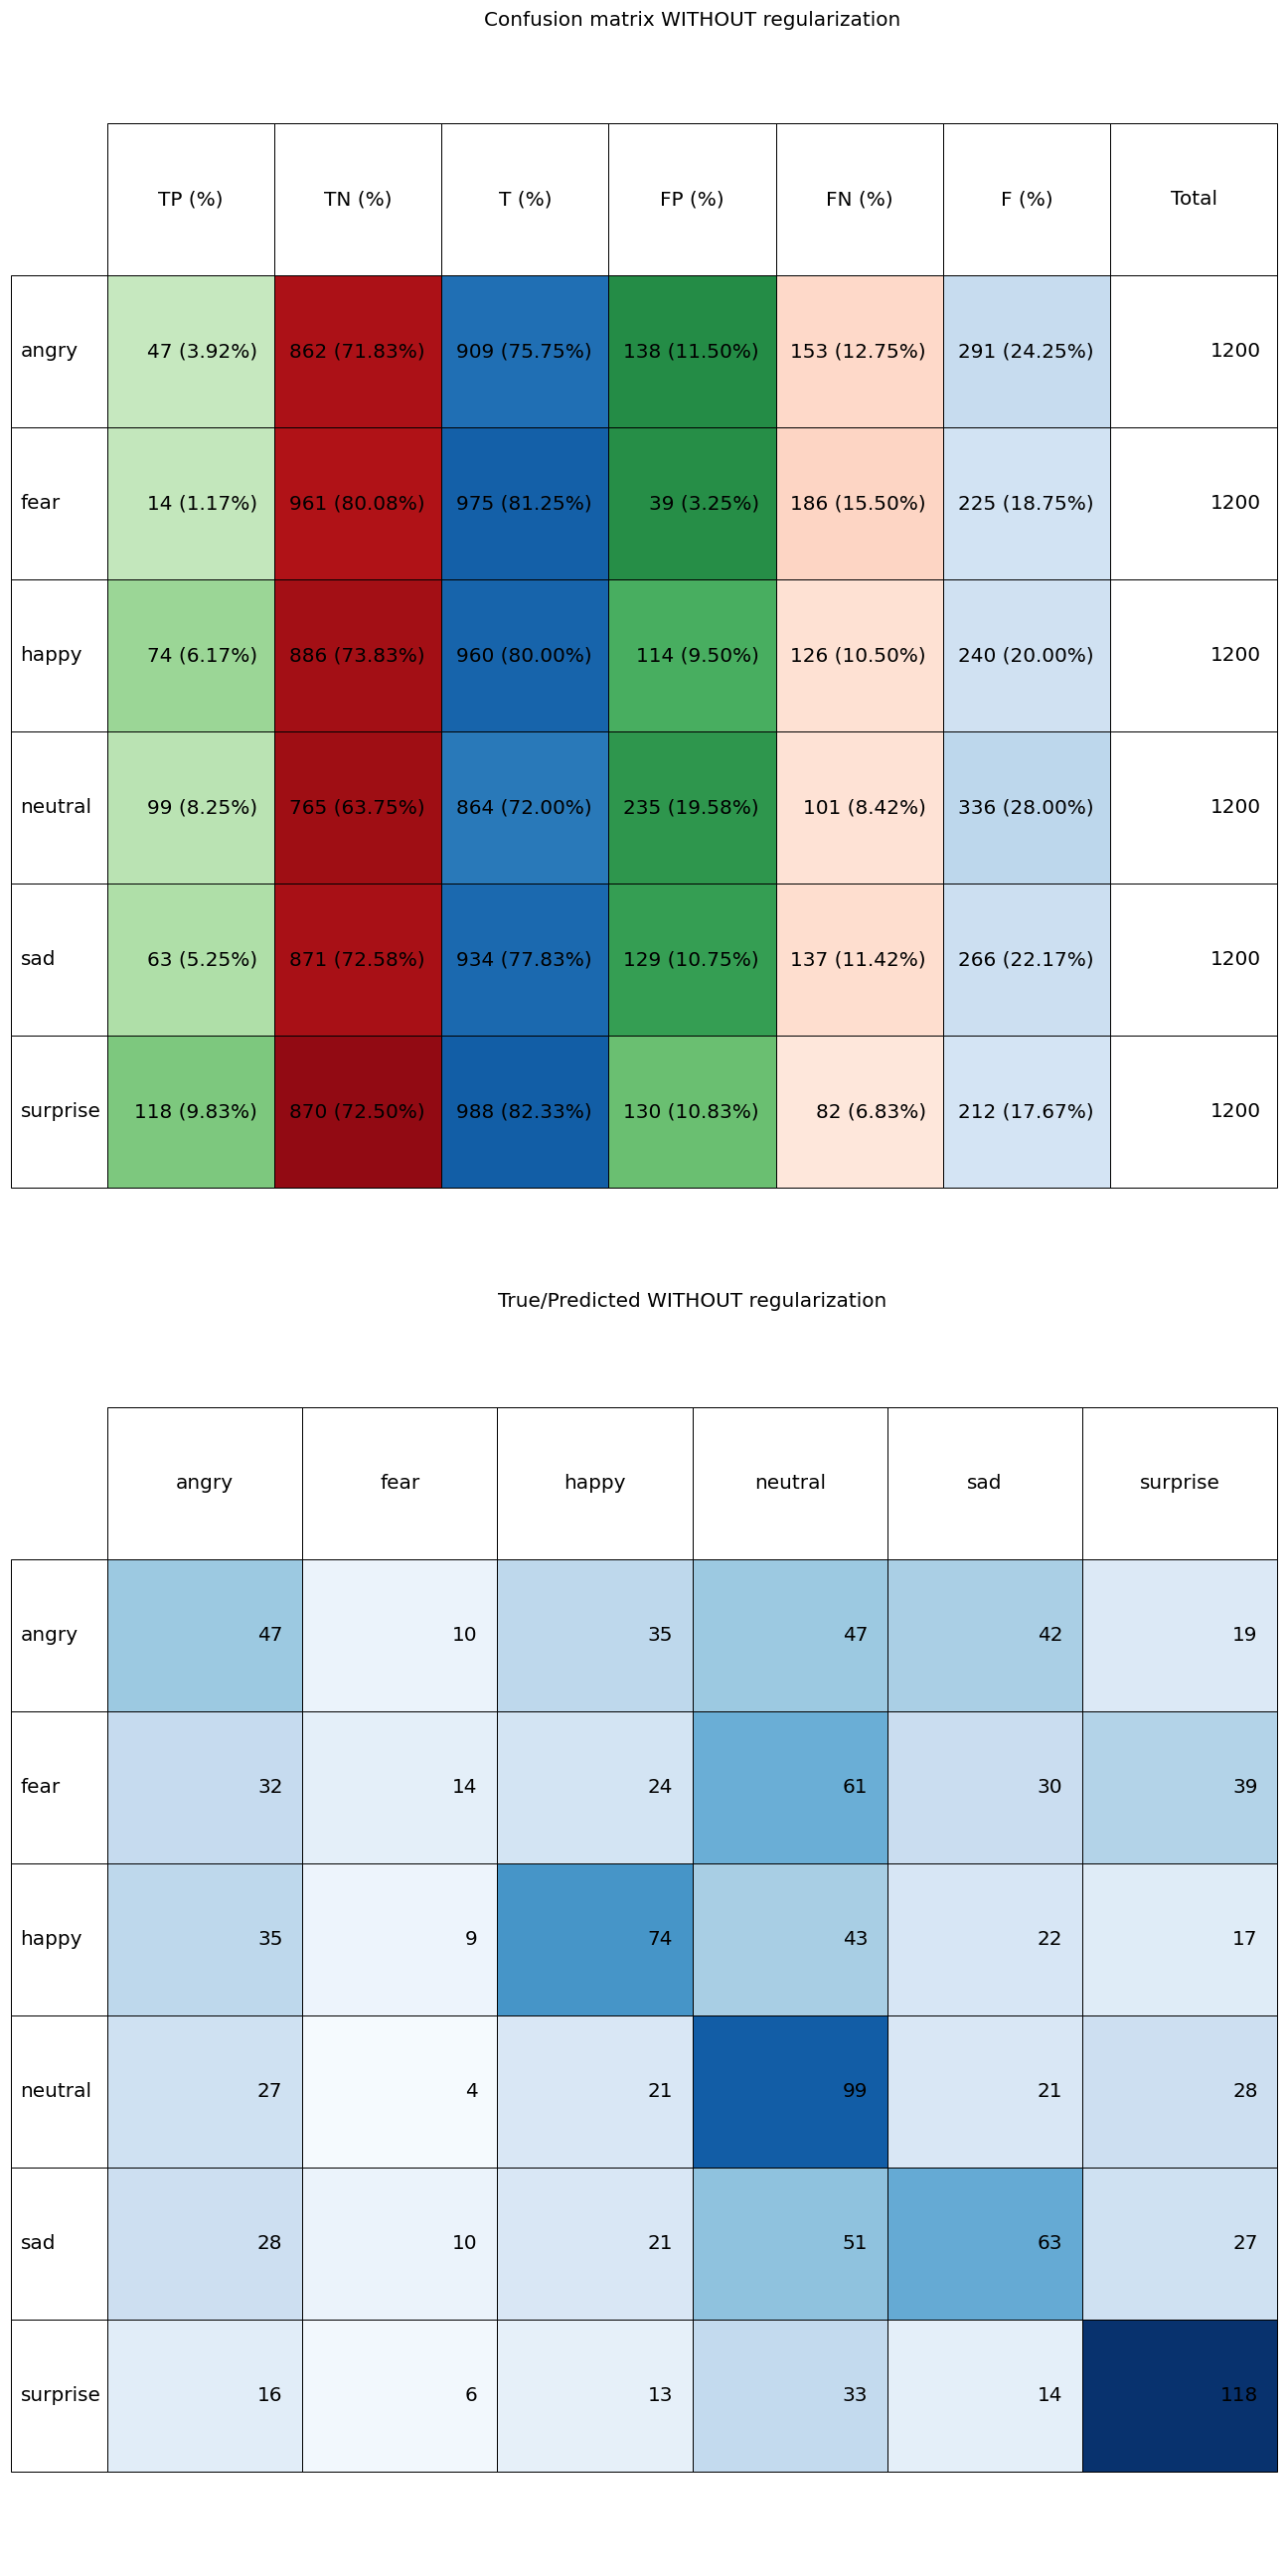 Confusion matrix WITHOUT regularization
TP (%) TN (%) T (%) FP (%) FN (%) F (%) Total
angry 47 (3.92%) 862 (71.83%) 909 (75.75%) 138 (11.50%) 153 (12.75%) 291 (24.25%) 1200
fear 14 (1.17%) 961 (80.08%) 975 (81.25%) 39 (3.25%) 186 (15.50%) 225 (18.75%) 1200
happy 74 (6.17%) 886 (73.83%) 960 (80.00%) 114 (9.50%) 126 (10.50%) 240 (20.00%) 1200
neutral 99 (8.25%) 765 (63.75%) 864 (72.00%) 235 (19.58%) 101 (8.42%) 336 (28.00%) 1200
sad 63 (5.25%) 871 (72.58%) 934 (77.83%) 129 (10.75%) 137 (11.42%) 266 (22.17%) 1200
surprise 118 (9.83%) 870 (72.50%) 988 (82.33%) 130 (10.83%) 82 (6.83%) 212 (17.67%) 1200
True/Predicted WITHOUT regularization
angry fear happy neutral sad surprise
angry 47 10 35 47 42 19
fear 32 14 24 61 30 39
happy 35 9 74 43 22 17
neutral 27 4 21 99 21 28
sad 28 10 21 51 63 27
surprise 16 6 13 33 14 118